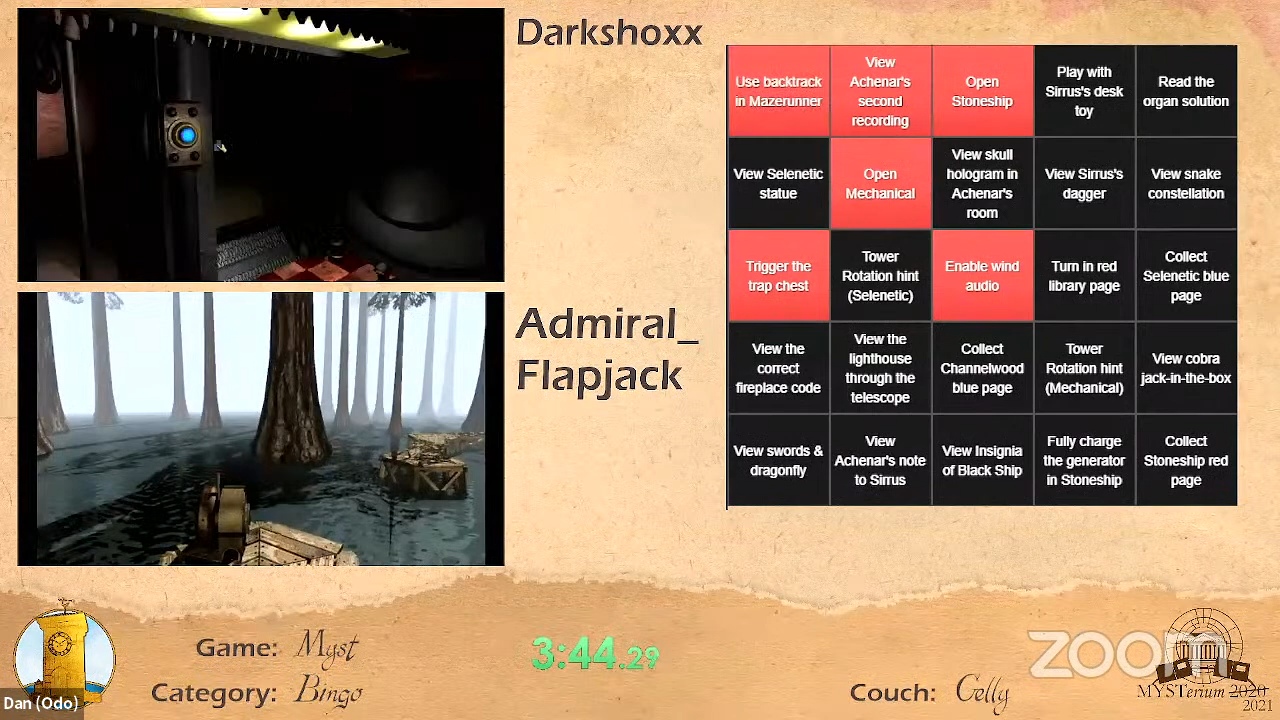 Darkshoxx
Admiral_
Flapjack
Use backtrack
in Mazerunner
View
Achenar's
second
recording
Open
Stoneship
Play with
Sirrus's desk
toy
Read the
organ solution
View Selenetic
statue
Open
Mechanical
View skull
hologram in
Achenar's
room
View Sirrus's
dagger
View snake
constellation
Trigger the
trap chest
Tower
Rotation hint
(Selenetic)
Enable wind
audio
Turn in red
library page
Collect
Selenetic blue
page
View the
correct
fireplace code
View the
lighthouse
through the
telescope
Collect
Channelwood
blue page
Tower
Rotation hint
(Mechanical)
View cobra
jack-in-the-box
View swords &
dragonfly
View
Achenar's note
to Sirrus
View Insignia
of Black Ship
Fully charge
the generator
in Stoneship
Collect
Stoneship red
page
Game: Myst
Category: Bingo
3:44.29
Couch: Celly
zoom
MYSTerium 2020
2021
Dan (Odo)